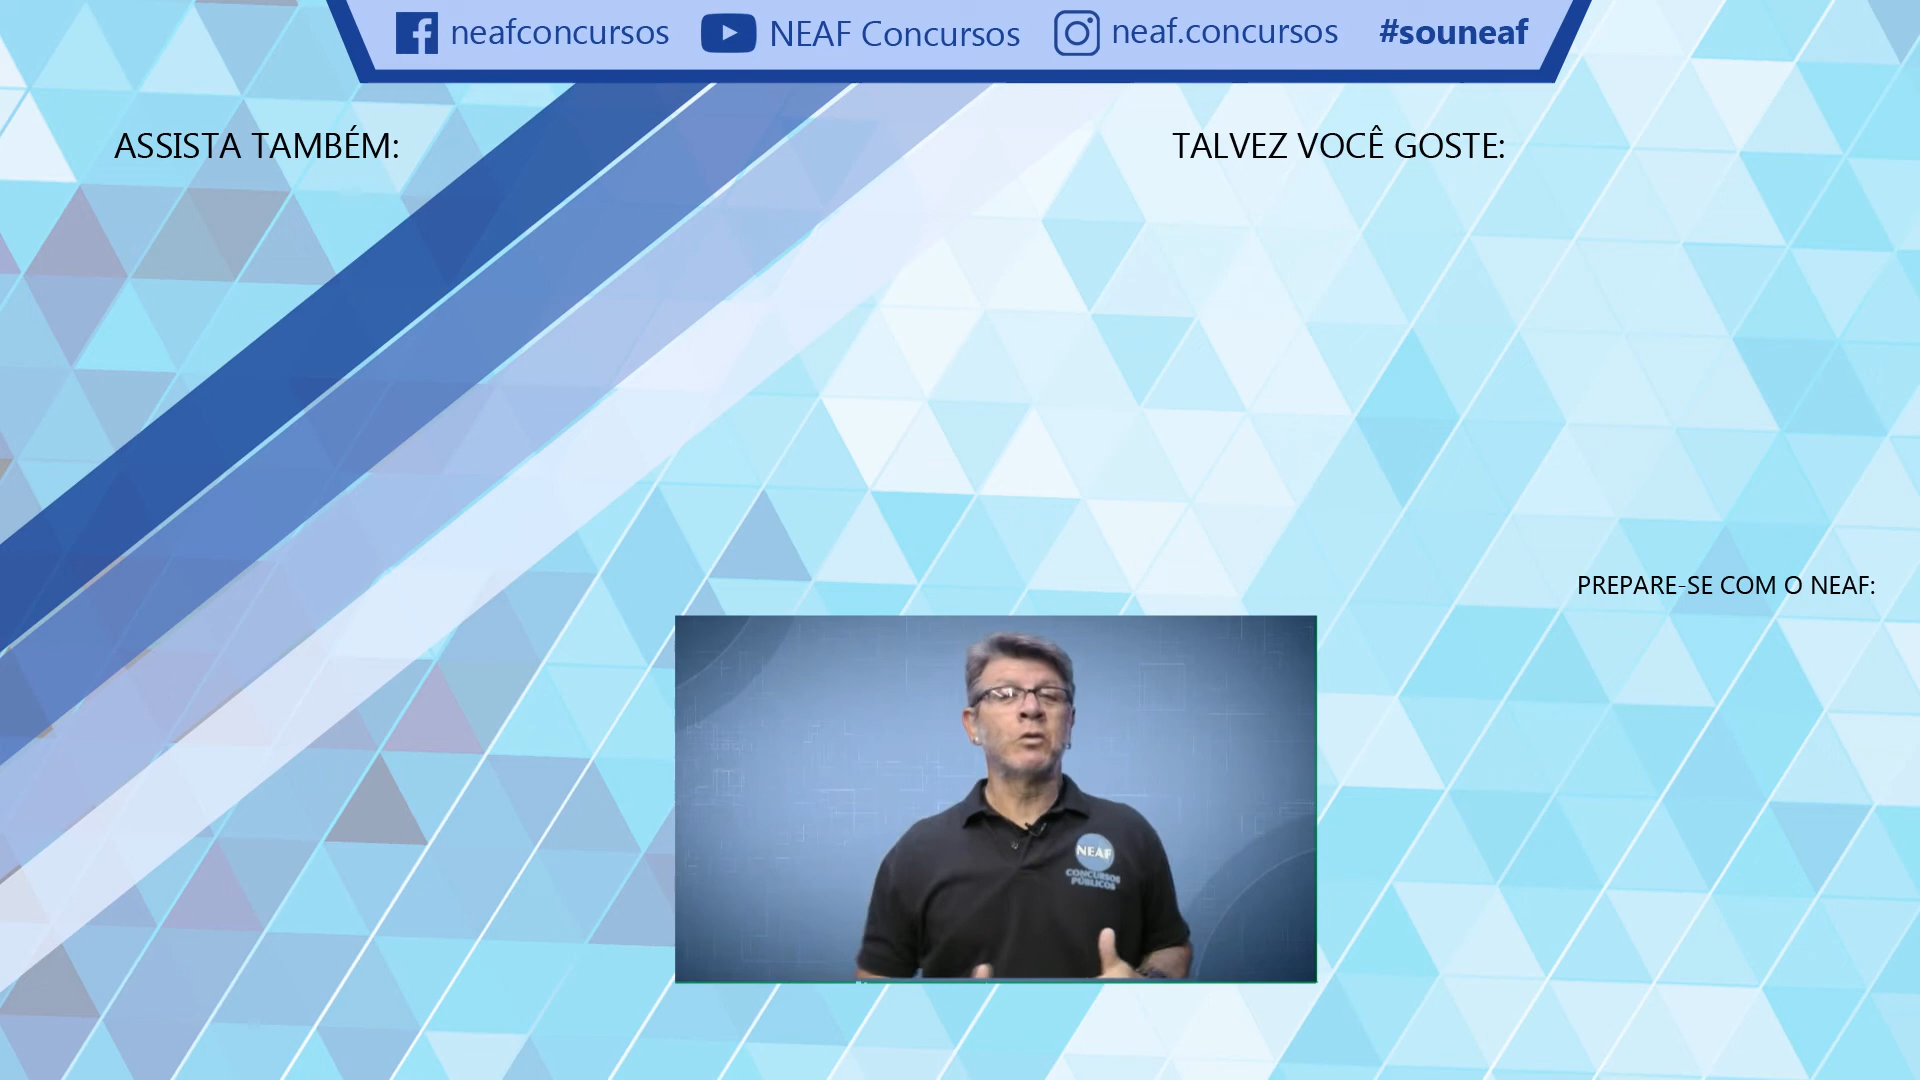 neafconcursos NEAF Concursos neaf.concursos #souneaf
ASSISTA TAMBÉM: TALVEZ VOCÊ GOSTE:
PREPARE-SE COM O NEAF:
NEAF
CONCURSOS
PÚBLICOS